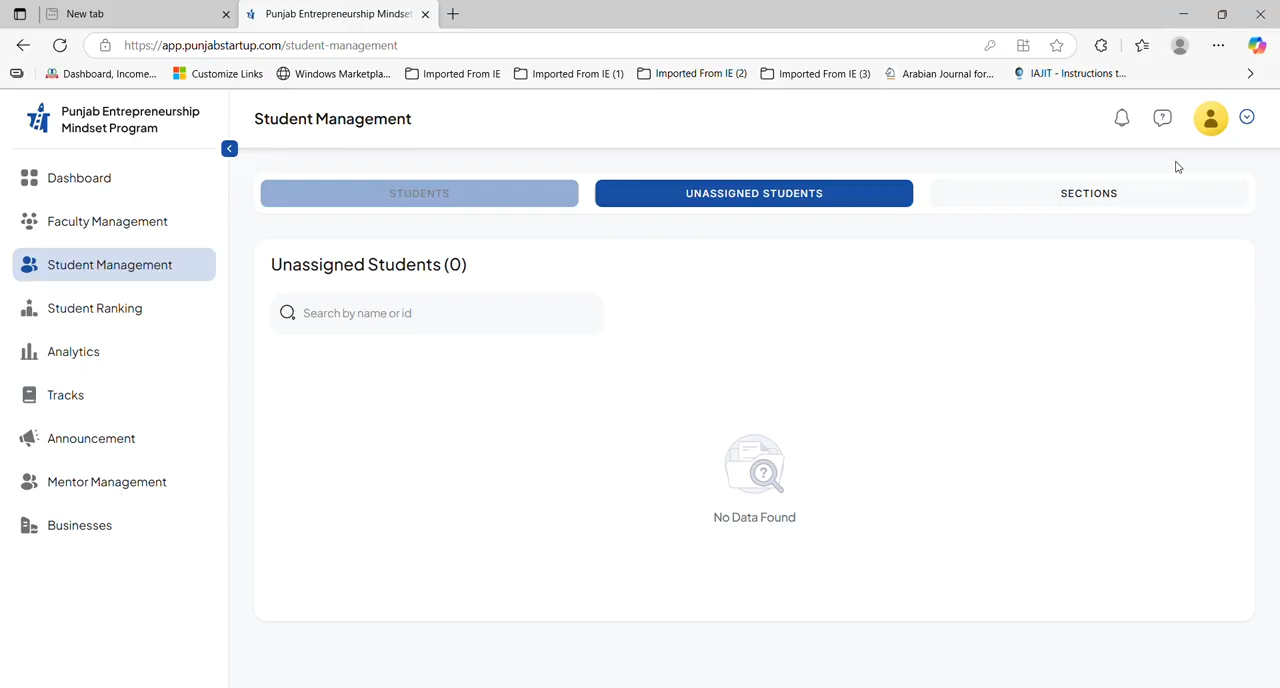 New tab
Punjab Entrepreneurship Mindset
https://app.punjabstartup.com/student-management
Dashboard, Income...
Customize Links
Windows Marketpla...
Imported From IE
Imported From IE (1)
Imported From IE (2)
Imported From IE (3)
Arabian Journal for...
IAJIT - Instructions t...
Punjab Entrepreneurship
Mindset Program
Student Management
Dashboard
Faculty Management
Student Management
Student Ranking
Analytics
Tracks
Announcement
Mentor Management
Businesses
STUDENTS
UNASSIGNED STUDENTS
SECTIONS
Unassigned Students (0)
Search by name or id
No Data Found